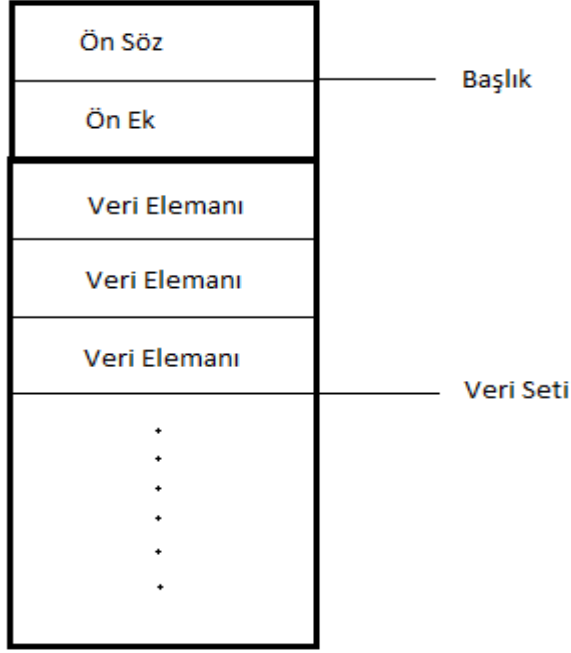 Ön Söz
Başlık
Ön Ek
Veri Elemanı
Veri Elemanı
Veri Elemanı
Veri Seti